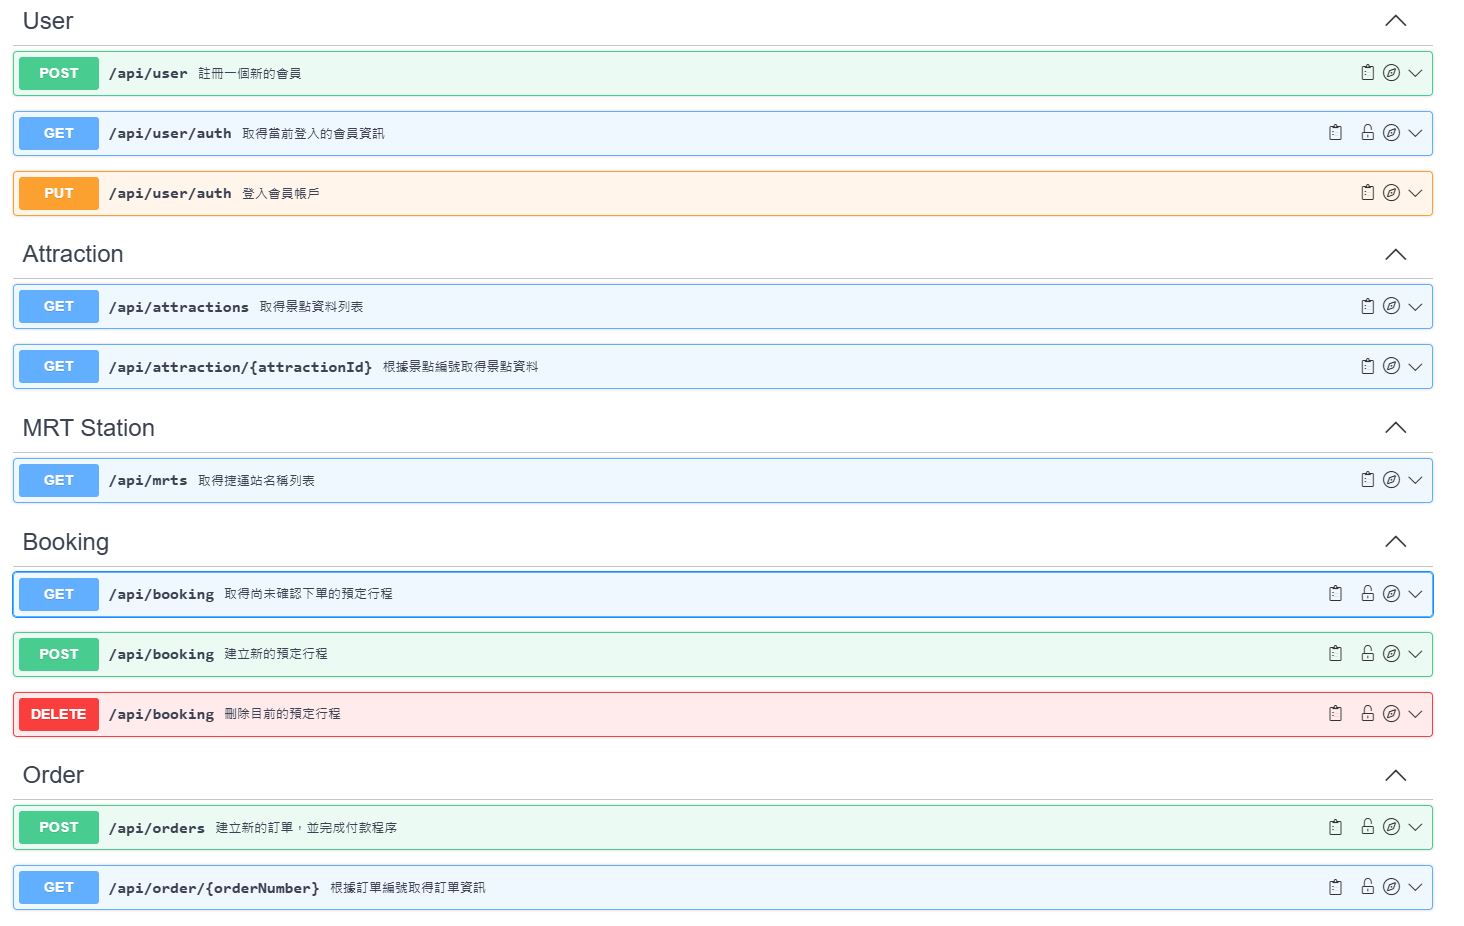 User
POST /api/user 註冊一個新的會員
GET /api/user/auth 取得當前登入的會員資訊
PUT /api/user/auth 登入會員帳戶
Attraction
GET /api/attractions 取得景點資料列表
GET /api/attraction/{attractionId} 根據景點編號取得景點資料
MRT Station
GET /api/mrts 取得捷運站名稱列表
Booking
GET /api/booking 取得尚未確認下單的預定行程
POST /api/booking 建立新的預定行程
DELETE /api/booking 刪除目前的預定行程
Order
POST /api/orders 建立新的訂單，並完成付款程序
GET /api/order/{orderNumber} 根據訂單編號取得訂單資訊